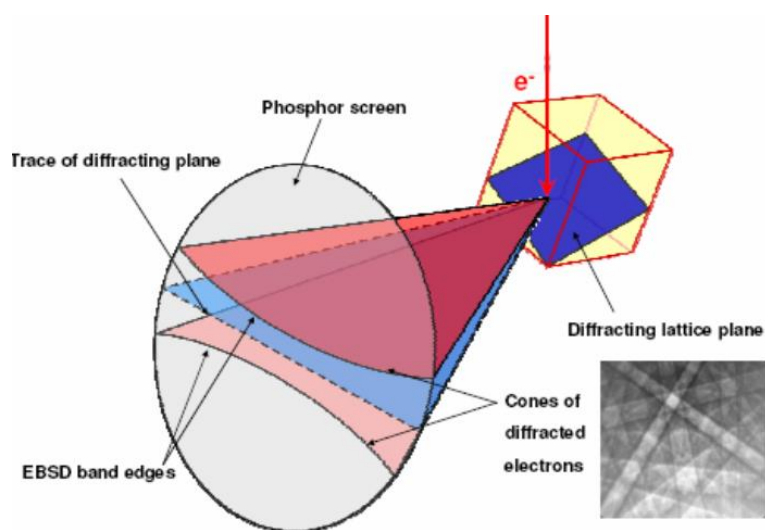 e-
Phosphor screen
Trace of diffracting plane
Diffracting lattice plane
Cones of
diffracted
electrons
EBSD band edges